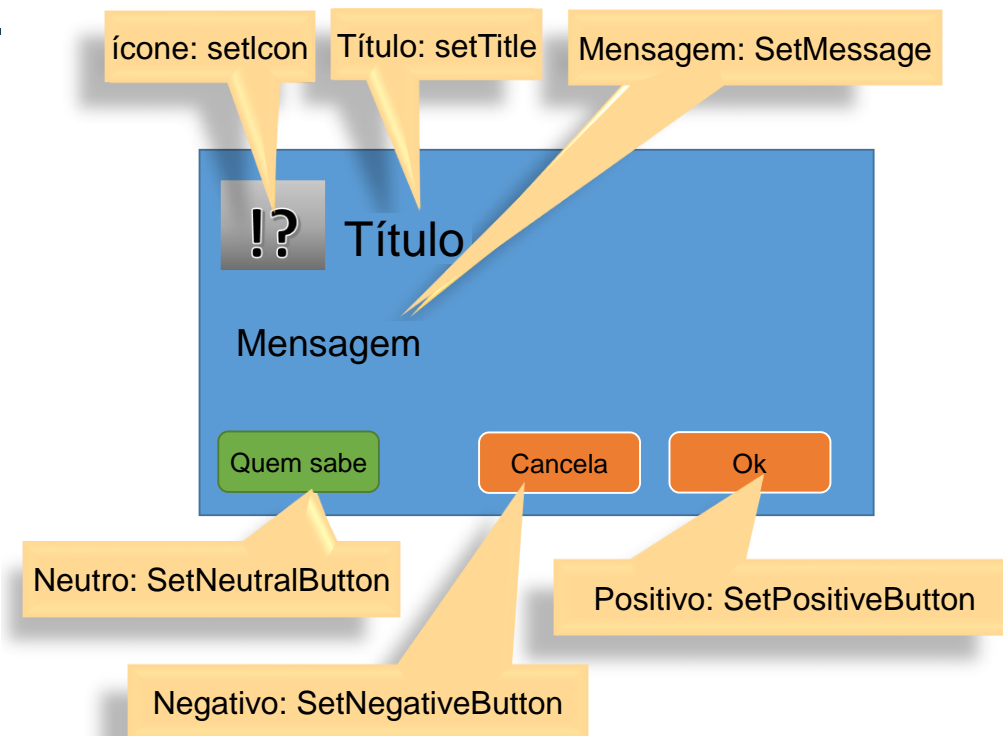 ícone: setIcon
Título: setTitle
Mensagem: SetMessage
!?
Título
Mensagem
Quem sabe
Cancela
Ok
Neutro: SetNeutralButton
Positivo: SetPositiveButton
Negativo: SetNegativeButton